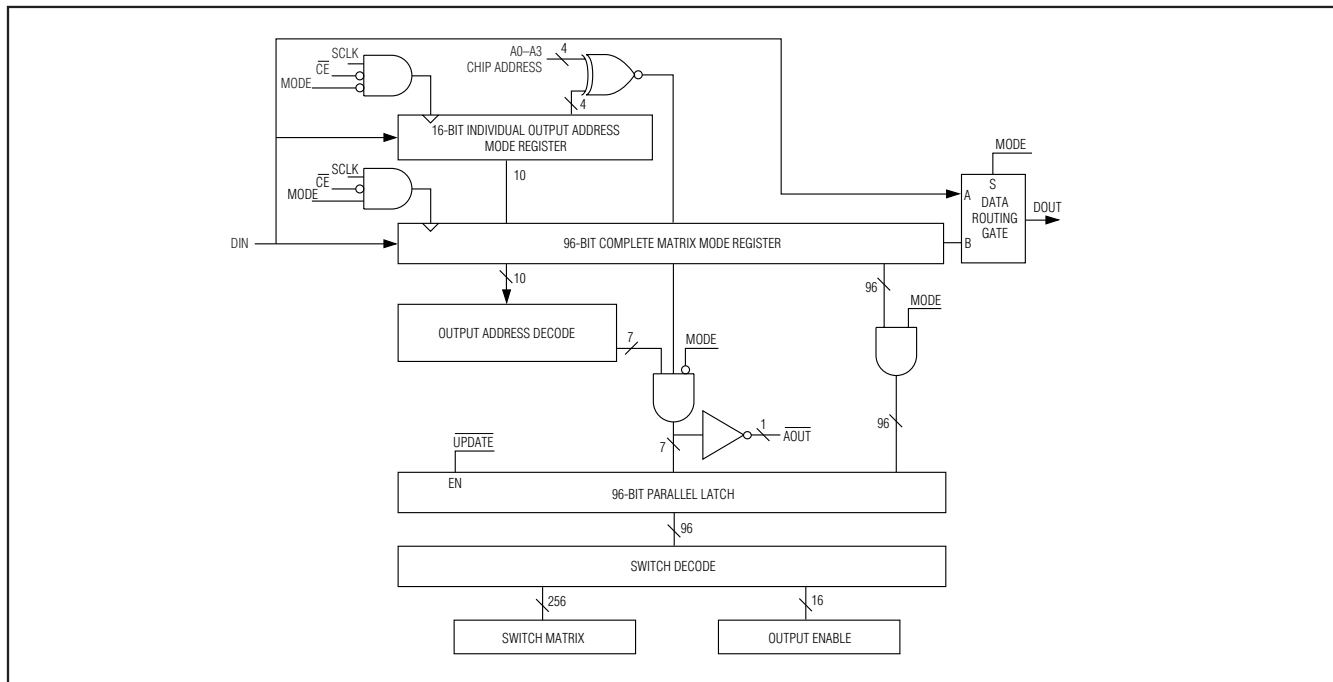 SCLK
CE
MODE
A0–A3
CHIP ADDRESS
4
4
16-BIT INDIVIDUAL OUTPUT ADDRESS
MODE REGISTER
SCLK
CE
MODE
10
MODE
S
A
DATA
ROUTING
GATE
B
DOUT
DIN
96-BIT COMPLETE MATRIX MODE REGISTER
10
96
MODE
OUTPUT ADDRESS DECODE
7
MODE
1
AOUT
7
96
UPDATE
EN
96-BIT PARALLEL LATCH
96
SWITCH DECODE
256
16
SWITCH MATRIX
OUTPUT ENABLE